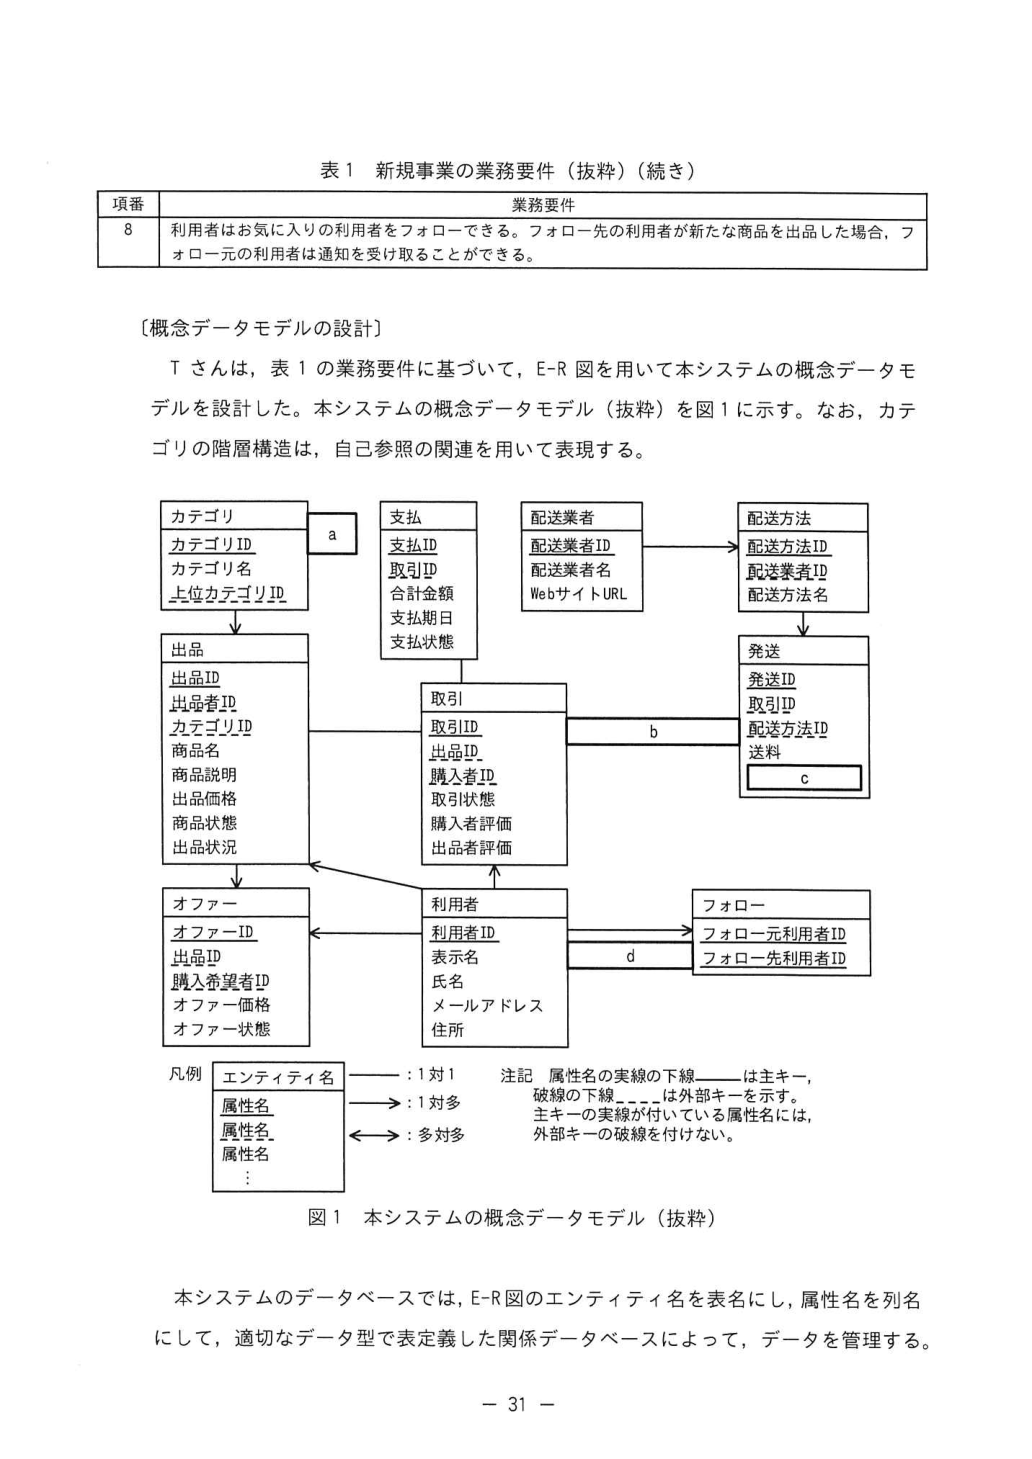 表1 新規事業の業務要件（抜粋）（続き）
項番 業務要件
8 利用者はお気に入りの利用者をフォローできる。フォロー先の利用者が新たな商品を出品した場合，フ
ォロー元の利用者は通知を受け取ることができる。
〔概念データモデルの設計〕
T さんは，表 1 の業務要件に基づいて，E-R 図を用いて本システムの概念データモ
デルを設計した。本システムの概念データモデル（抜粋）を図1に示す。なお，カテ
ゴリの階層構造は，自己参照の関連を用いて表現する。
カテゴリ
カテゴリID
カテゴリ名
上位カテゴリID
a
支払
支払ID
取引ID
合計金額
支払期日
支払状態
配送業者
配送業者ID
配送業者名
WebサイトURL
配送方法
配送方法ID
配送業者ID
配送方法名
出品
出品ID
出品者ID
カテゴリID
商品名
商品説明
出品価格
商品状態
出品状況
取引
取引ID
出品ID
購入者ID
取引状態
購入者評価
出品者評価
b
発送
発送ID
取引ID
配送方法ID
送料
c
オファー
オファーID
出品ID
購入希望者ID
オファー価格
オファー状態
利用者
利用者ID
表示名
氏名
メールアドレス
住所
d
フォロー
フォロー元利用者ID
フォロー先利用者ID
凡例
エンティティ名
属性名
属性名
属性名
⋮
：1対1
：1対多
：多対多
注記 属性名の実線の下線＿＿＿は主キー，
破線の下線_ _ _ _は外部キーを示す。
主キーの実線が付いている属性名には，
外部キーの破線を付けない。
図1 本システムの概念データモデル（抜粋）
本システムのデータベースでは，E-R図のエンティティ名を表名にし，属性名を列名
にして，適切なデータ型で表定義した関係データベースによって，データを管理する。
－ 31 －